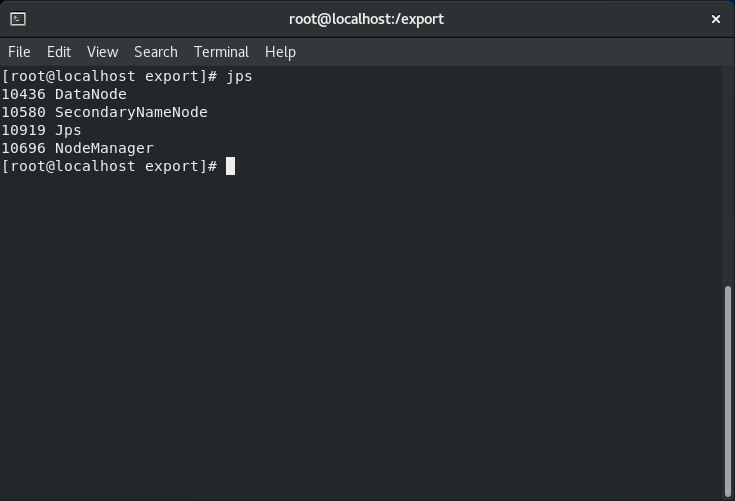 root@localhost:/export
File Edit View Search Terminal Help
[root@localhost export]# jps
10436 DataNode
10580 SecondaryNameNode
10919 Jps
10696 NodeManager
[root@localhost export]#